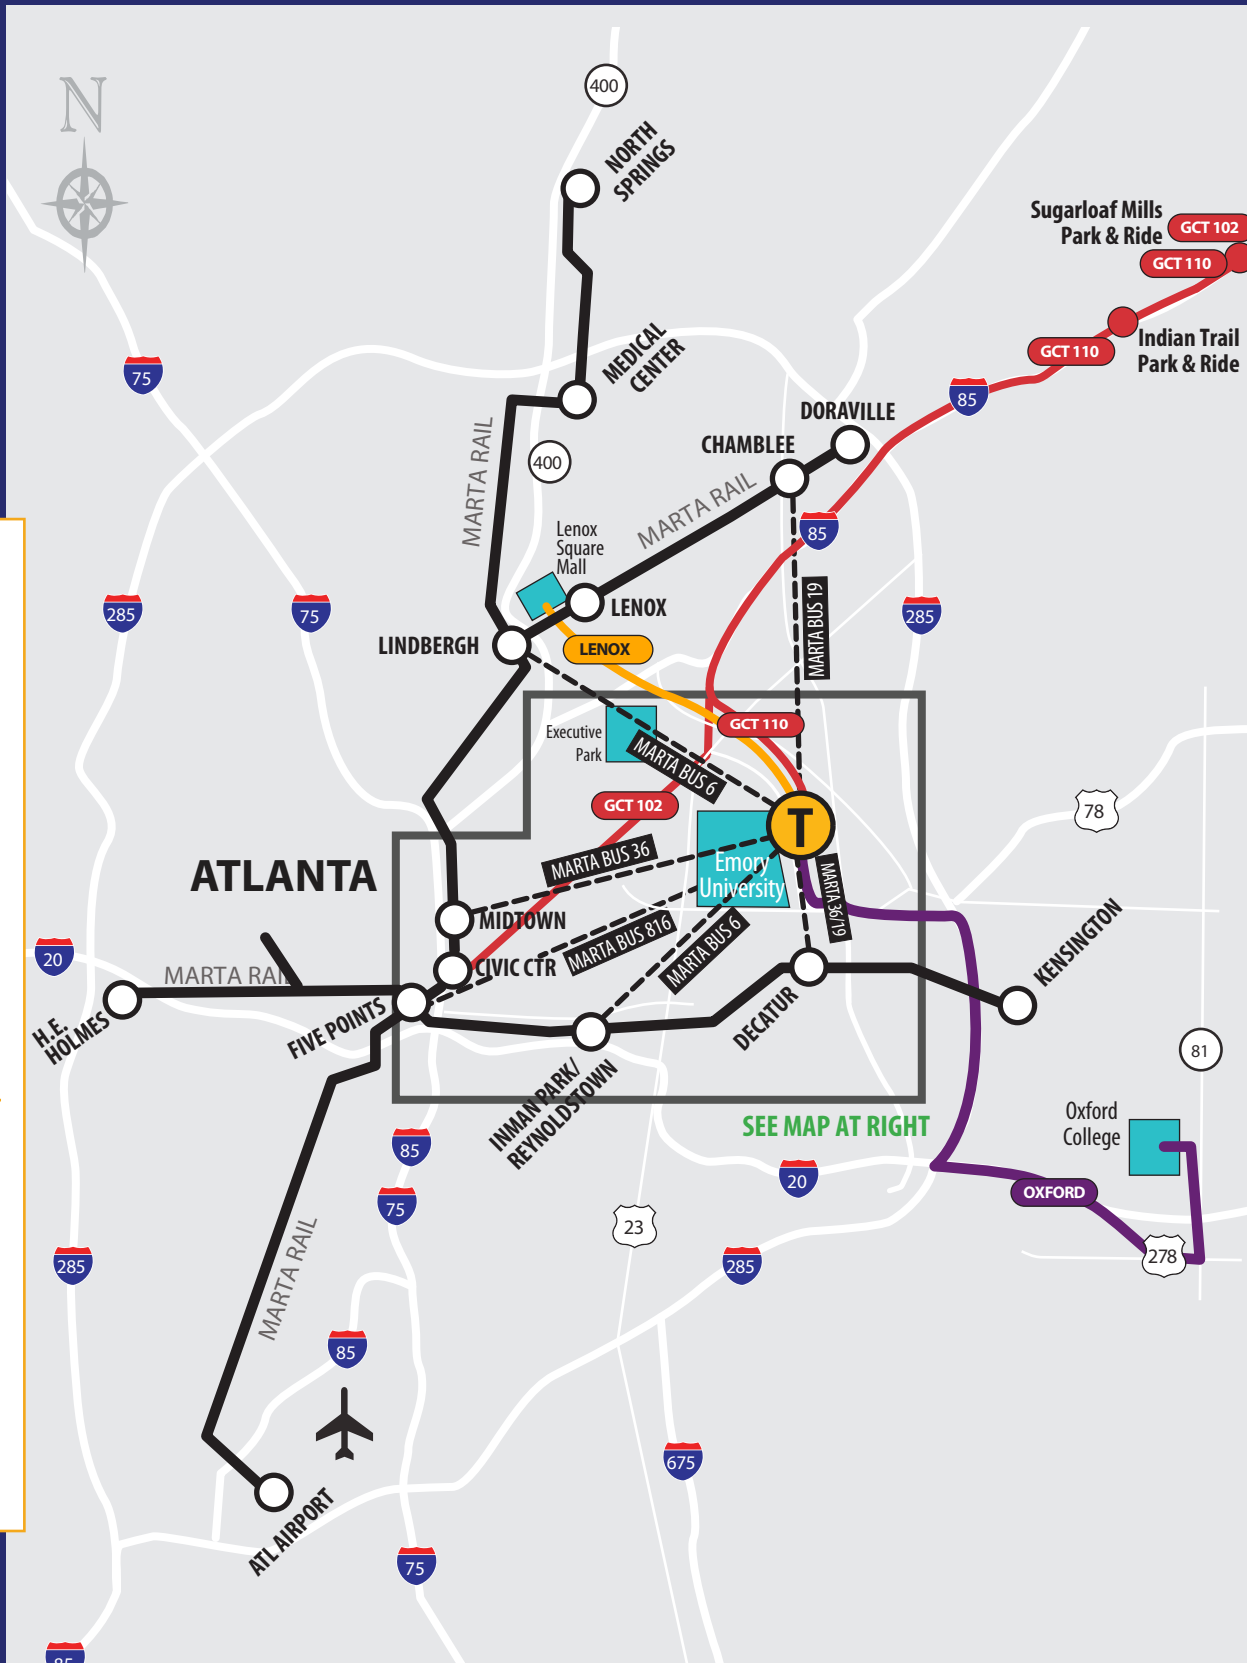 N
400
NORTH
SPRINGS
Sugarloaf Mills
Park & Ride
GCT 102
GCT 110
Indian Trail
Park & Ride
GCT 110
75
MEDICAL
CENTER
85
DORAVILLE
CHAMBLEE
MARTA RAIL
400
MARTA RAIL
85
Lenox
Square
Mall
285
75
LENOX
285
MARTA BUS 19
LINDBERGH
LENOX
Executive
Park
GCT 110
MARTA BUS 6
GCT 102
78
T
ATLANTA
MARTA BUS 36
Emory
University
MARTA 36/19
MIDTOWN
MARTA BUS 816
MARTA BUS 6
KENSINGTON
20
MARTA RAIL
CIVIC CTR
H.E.
HOLMES
FIVE POINTS
DECATUR
81
INMAN PARK/
REYNOLDSTOWN
SEE MAP AT RIGHT
Oxford
College
85
20
75
OXFORD
23
278
285
285
MARTA RAIL
85
675
ATL AIRPORT
75
85